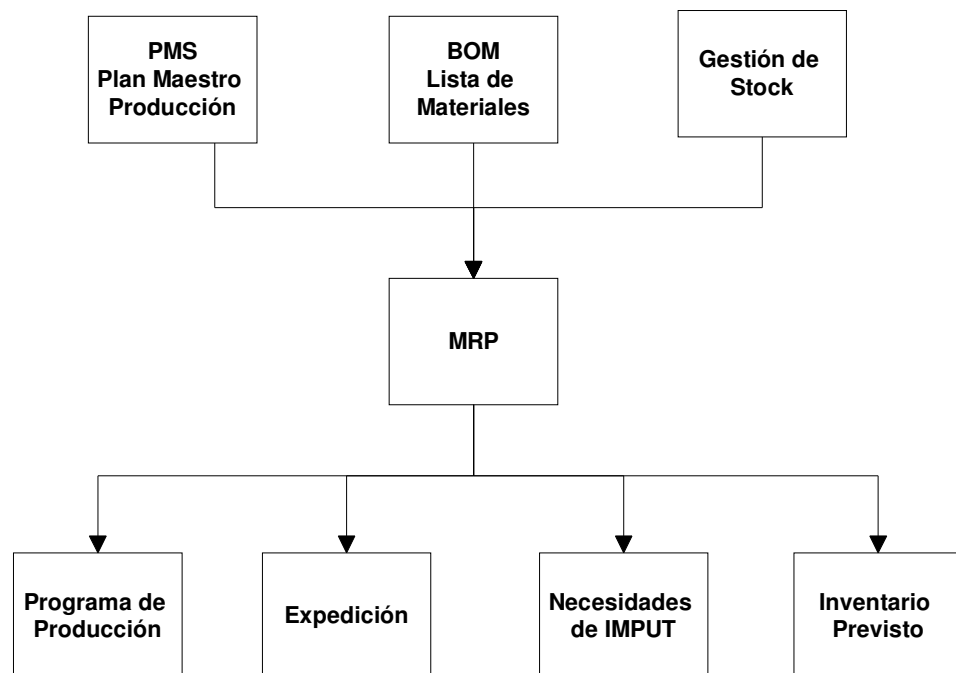 PMS
Plan Maestro
Producción
BOM
Lista de
Materiales
Gestión de
Stock
MRP
Programa de
Producción
Expedición
Necesidades
de IMPUT
Inventario
Previsto